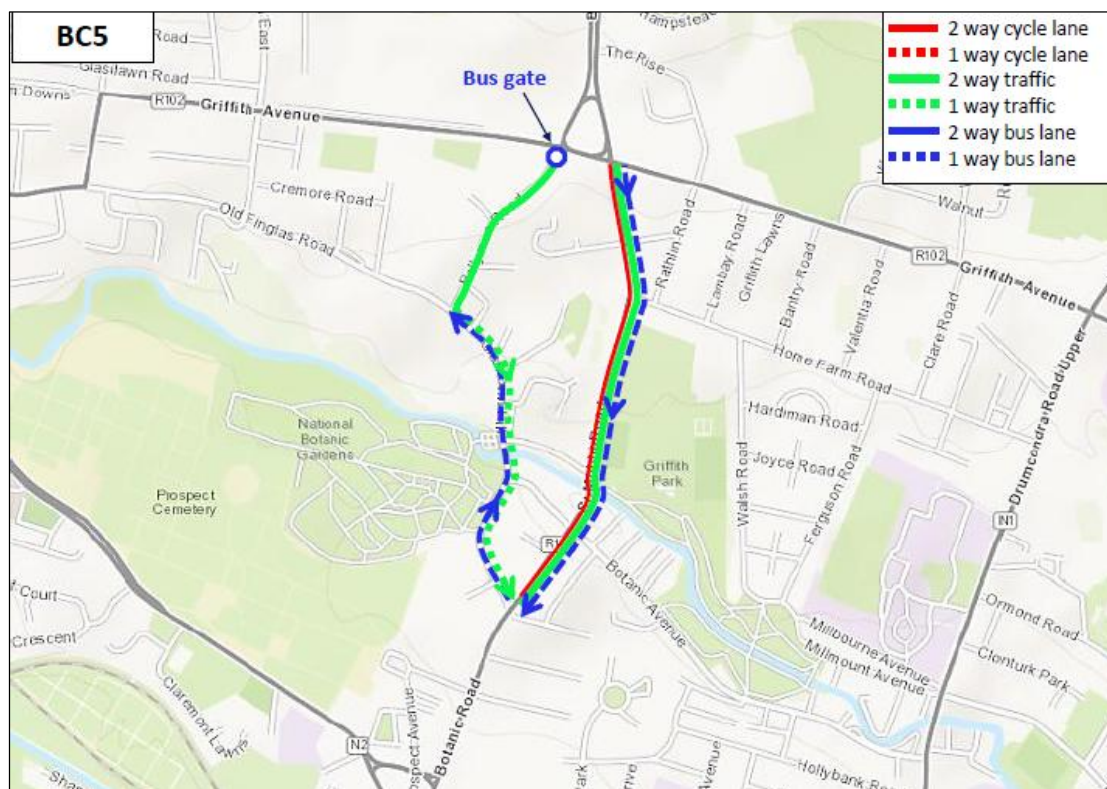 BC5
2 way cycle lane
1 way cycle lane
2 way traffic
1 way traffic
2 way bus lane
1 way bus lane
Road
East
Glasilawn Road
Downs
R102
Griffith Avenue
Bus gate
The Rise
Hampstead
Cremore Road
Old Finglas Road
Rathlin Road
Lambay Road
Griffith Lawns
Bantry Road
Valentia Road
Clare Road
Walnut
R102
Griffith Avenue
Home Farm Road
Drumcondra Road Upper
Hardiman Road
Joyce Road
Walsh Road
Ferguson Road
Griffith
Park
National
Botanic
Gardens
Prospect
Cemetery
N1
Botanic Avenue
Millbourne Avenue
Millmount Avenue
Ormond Road
Clonturk Park
Court
Crescent
Claremont
Lawns
N2
Prospect Avenue
Botanic Road
Park
Avenue
Hollybank